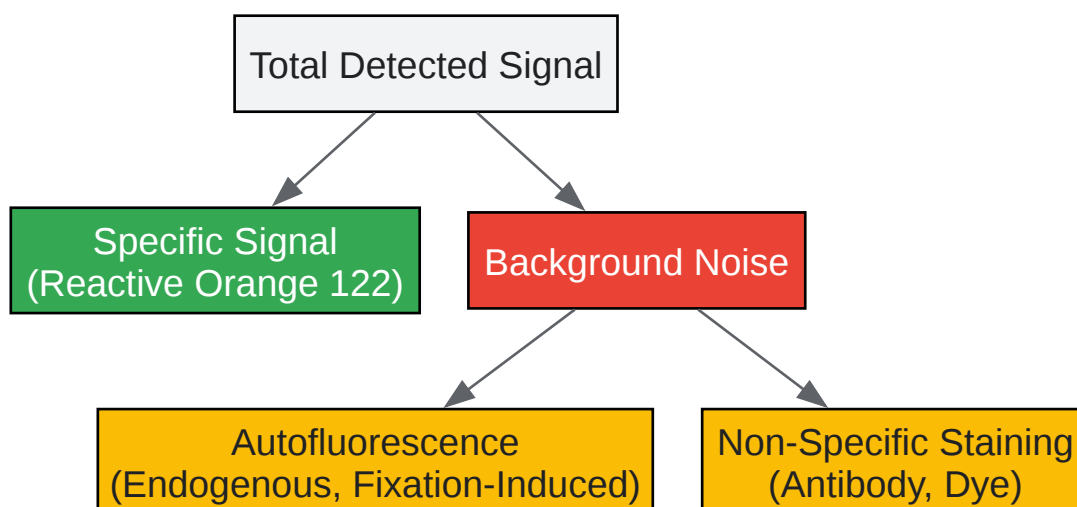 Total Detected Signal
Specific Signal
(Reactive Orange 122)
Background Noise
Autofluorescence
(Endogenous, Fixation-Induced)
Non-Specific Staining
(Antibody, Dye)